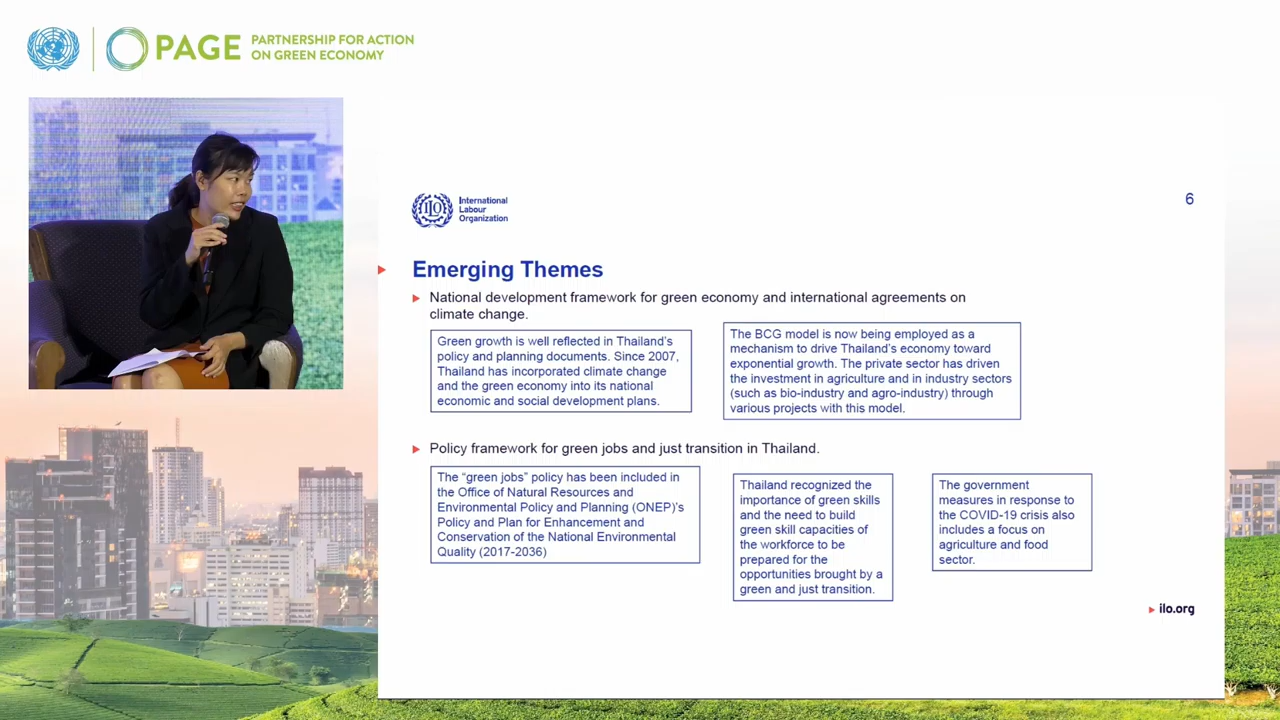 PAGE
PARTNERSHIP FOR ACTION
ON GREEN ECONOMY
International
Labour
Organization
6
Emerging Themes
National development framework for green economy and international agreements on
climate change.
Green growth is well reflected in Thailand's
policy and planning documents. Since 2007,
Thailand has incorporated climate change
and the green economy into its national
economic and social development plans.
The BCG model is now being employed as a
mechanism to drive Thailand's economy toward
exponential growth. The private sector has driven
the investment in agriculture and in industry sectors
(such as bio-industry and agro-industry) through
various projects with this model.
Policy framework for green jobs and just transition in Thailand.
The “green jobs” policy has been included in
the Office of Natural Resources and
Environmental Policy and Planning (ONEP)'s
Policy and Plan for Enhancement and
Conservation of the National Environmental
Quality (2017-2036)
Thailand recognized the
importance of green skills
and the need to build
green skill capacities of
the workforce to be
prepared for the
opportunities brought by a
green and just transition.
The government
measures in response to
the COVID-19 crisis also
includes a focus on
agriculture and food
sector.
ilo.org